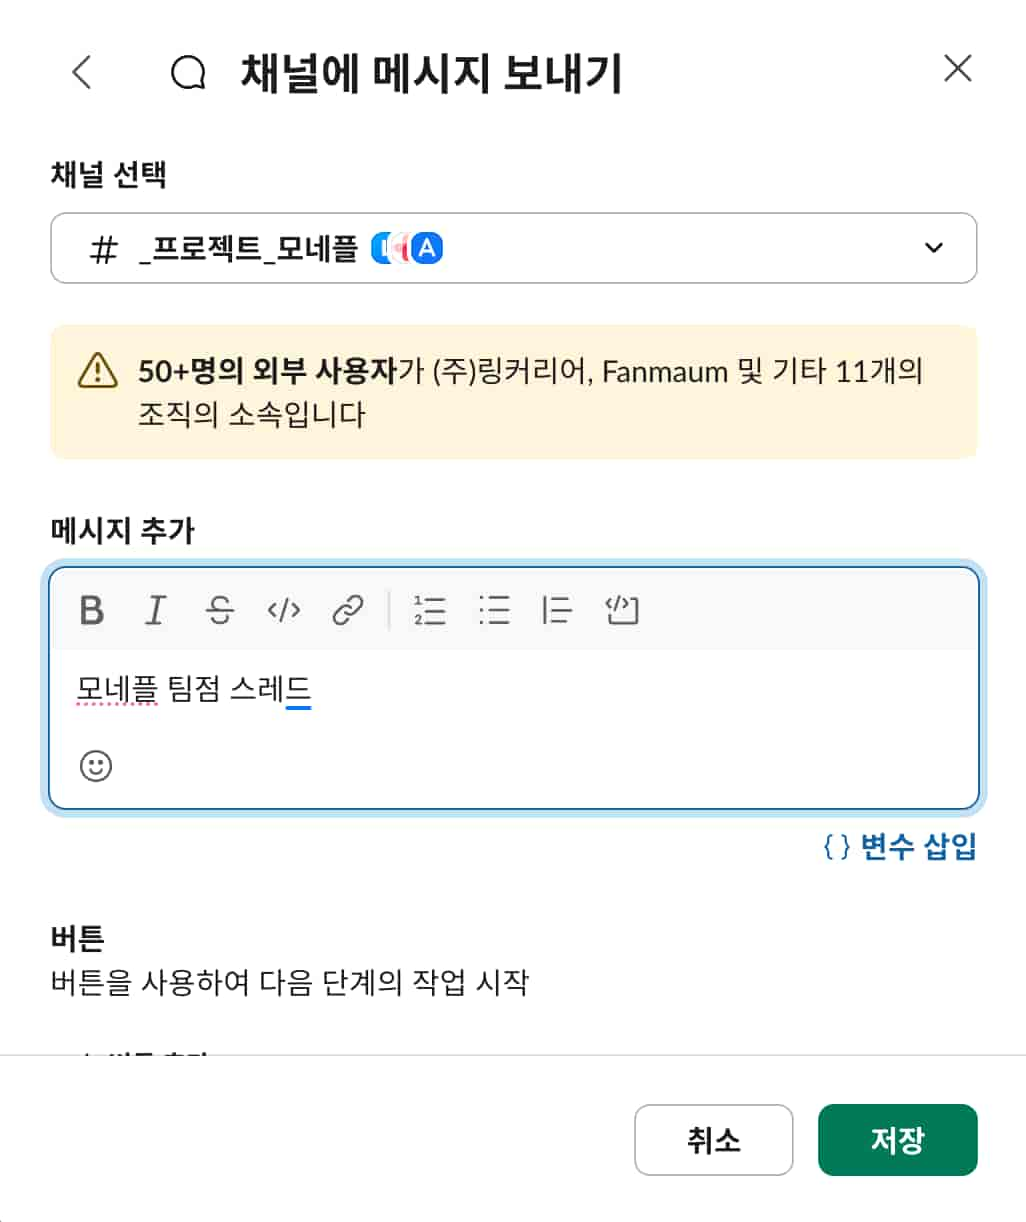 채널에 메시지 보내기
채널 선택
# _프로젝트_모네플 A
50+명의 외부 사용자가 (주)링커리어, Fanmaum 및 기타 11개의
조직의 소속입니다
메시지 추가
모네플 팀점 스레드
{} 변수 삽입
버튼
버튼을 사용하여 다음 단계의 작업 시작
취소 저장